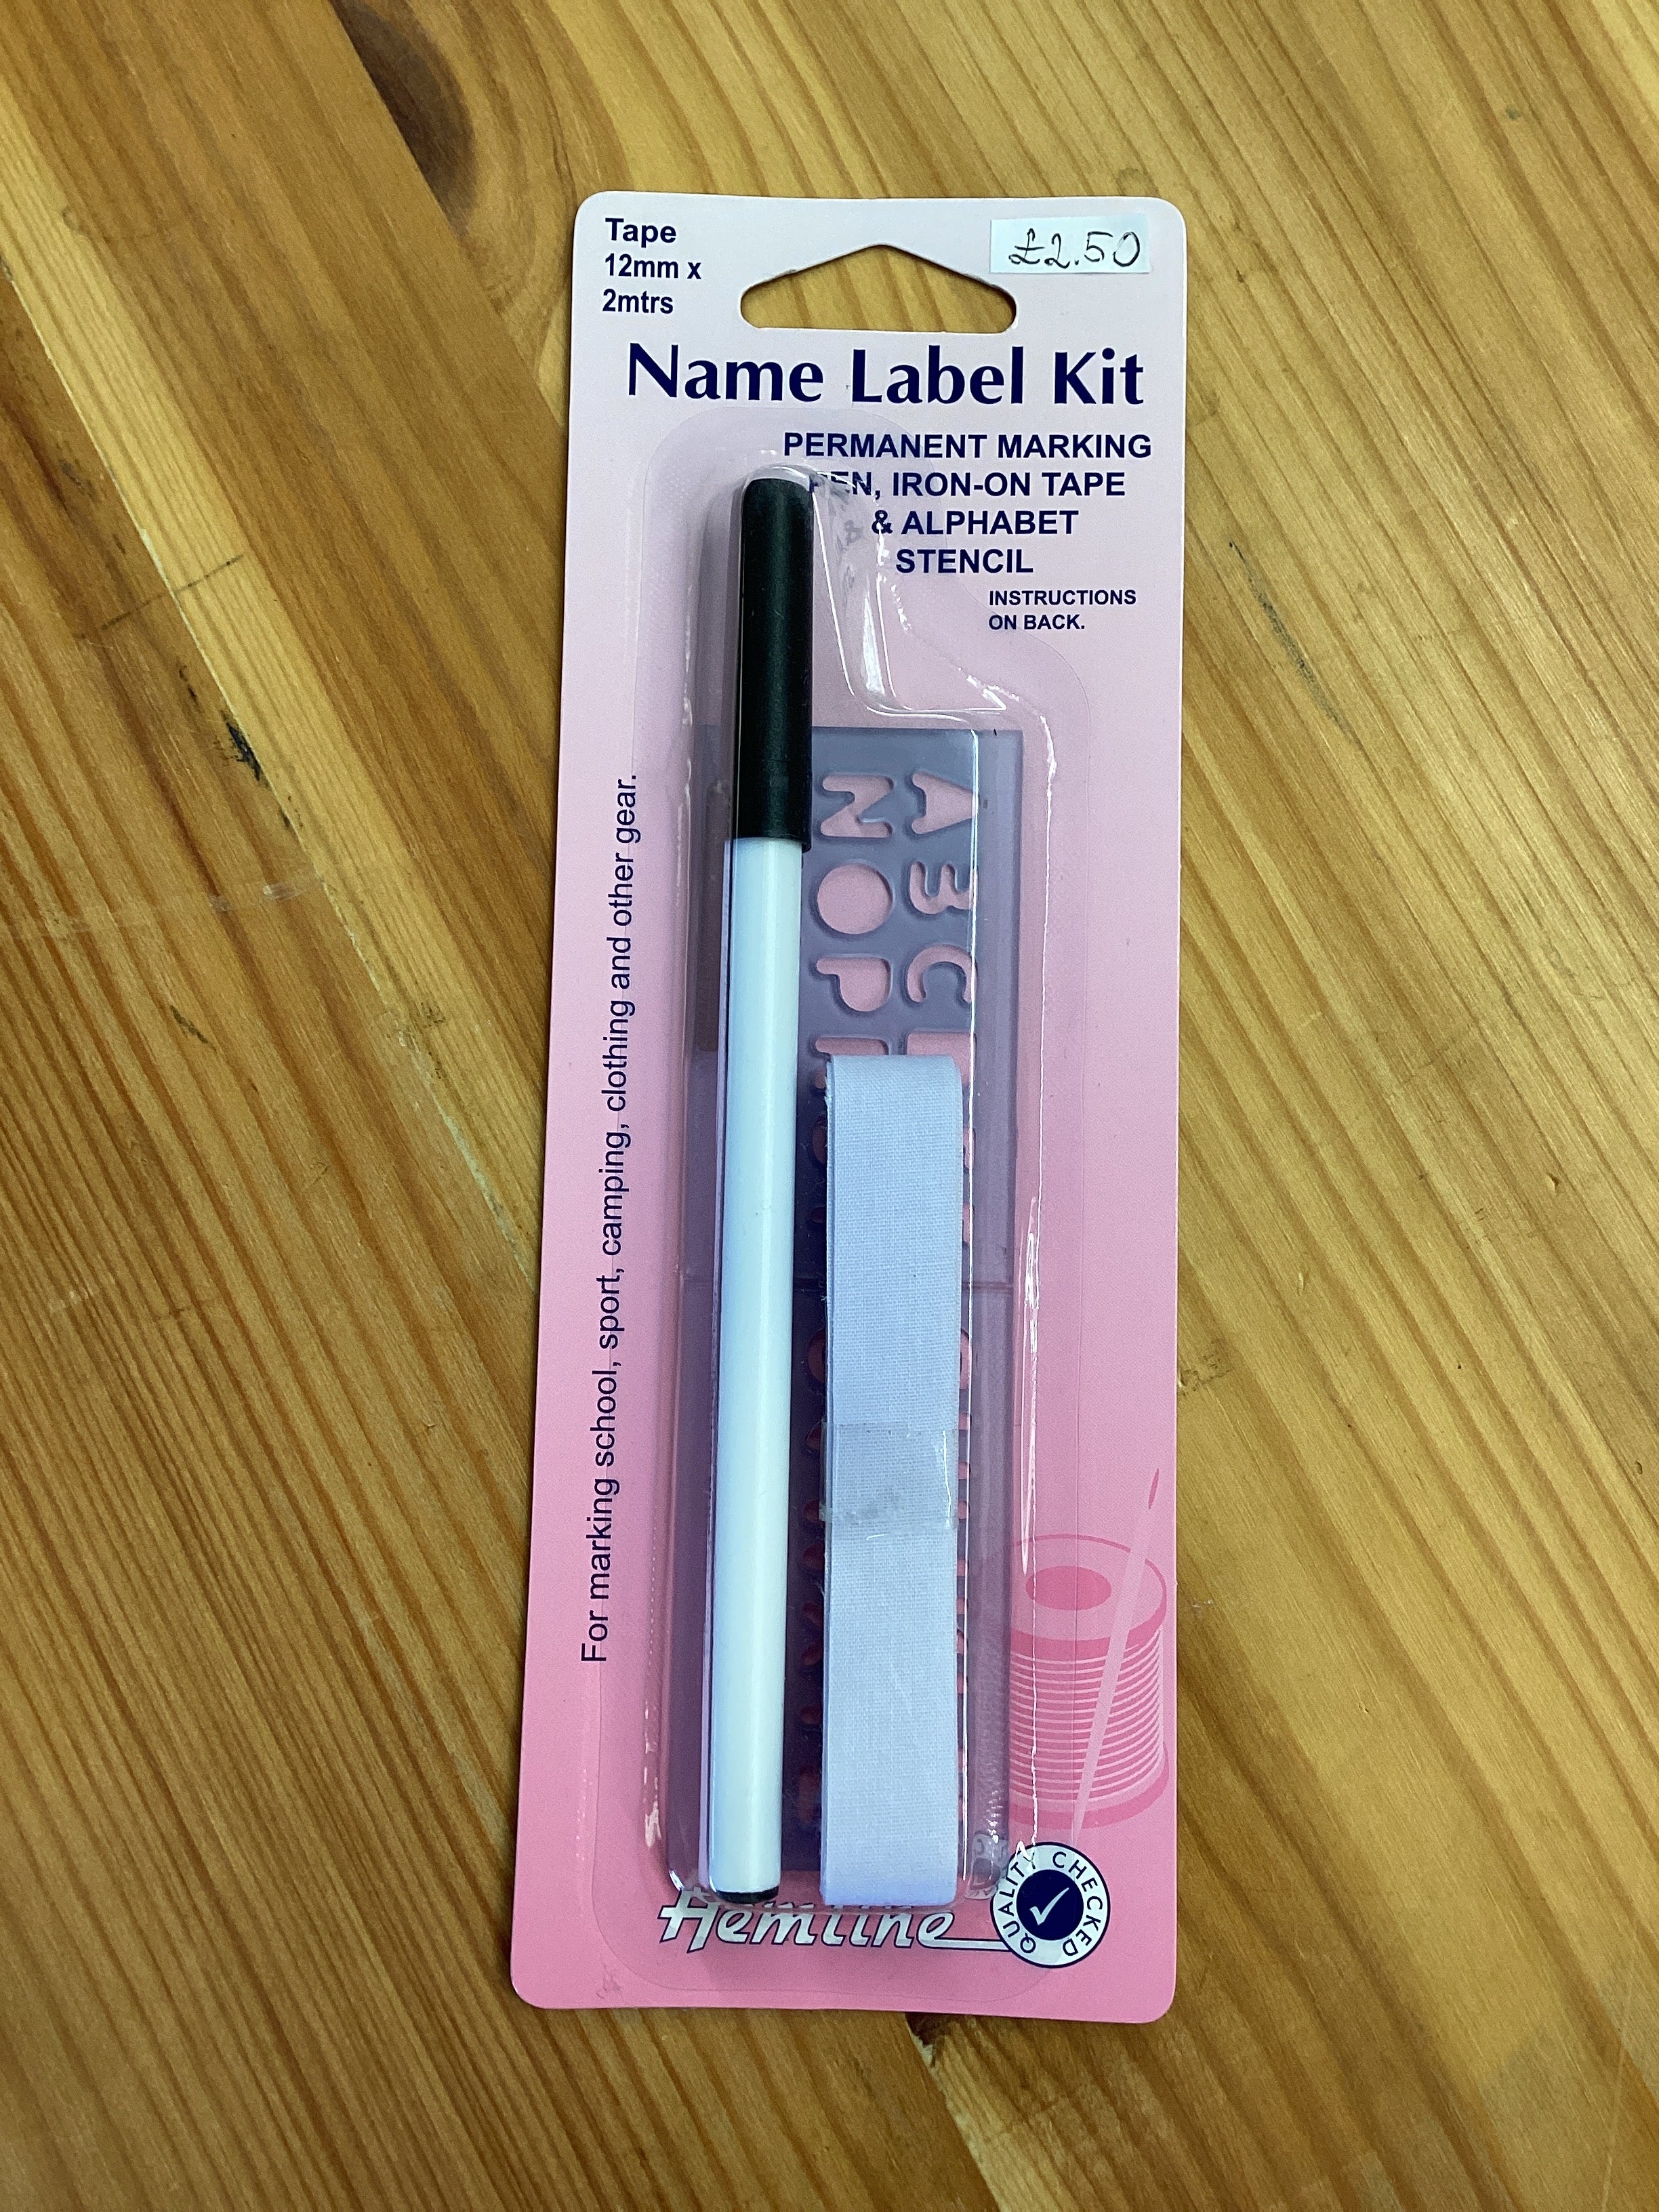 Tape
12mm x
2mtrs
£2.50
Name Label Kit
PERMANENT MARKING
PEN, IRON-ON TAPE
& ALPHABET
STENCIL
INSTRUCTIONS
ON BACK.
For marking school, sport, camping, clothing and other gear.
A B C
N O P
Hemline
QUALITY CHECKED